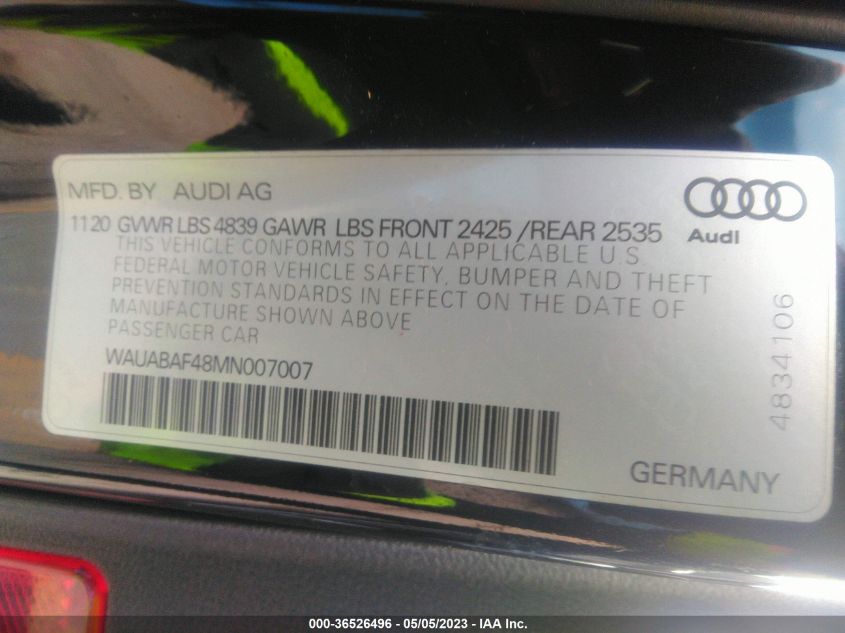 MFD. BY AUDI AG
1120 GVWR LBS 4839 GAWR LBS FRONT 2425 /REAR 2535
Audi
THIS VEHICLE CONFORMS TO ALL APPLICABLE U.S
FEDERAL MOTOR VEHICLE SAFETY, BUMPER AND THEFT
PREVENTION STANDARDS IN EFFECT ON THE DATE OF
MANUFACTURE SHOWN ABOVE
PASSENGER CAR
WAUABAF48MN007007
4834106
GERMANY
000-36526496 - 05/05/2023 - IAA Inc.